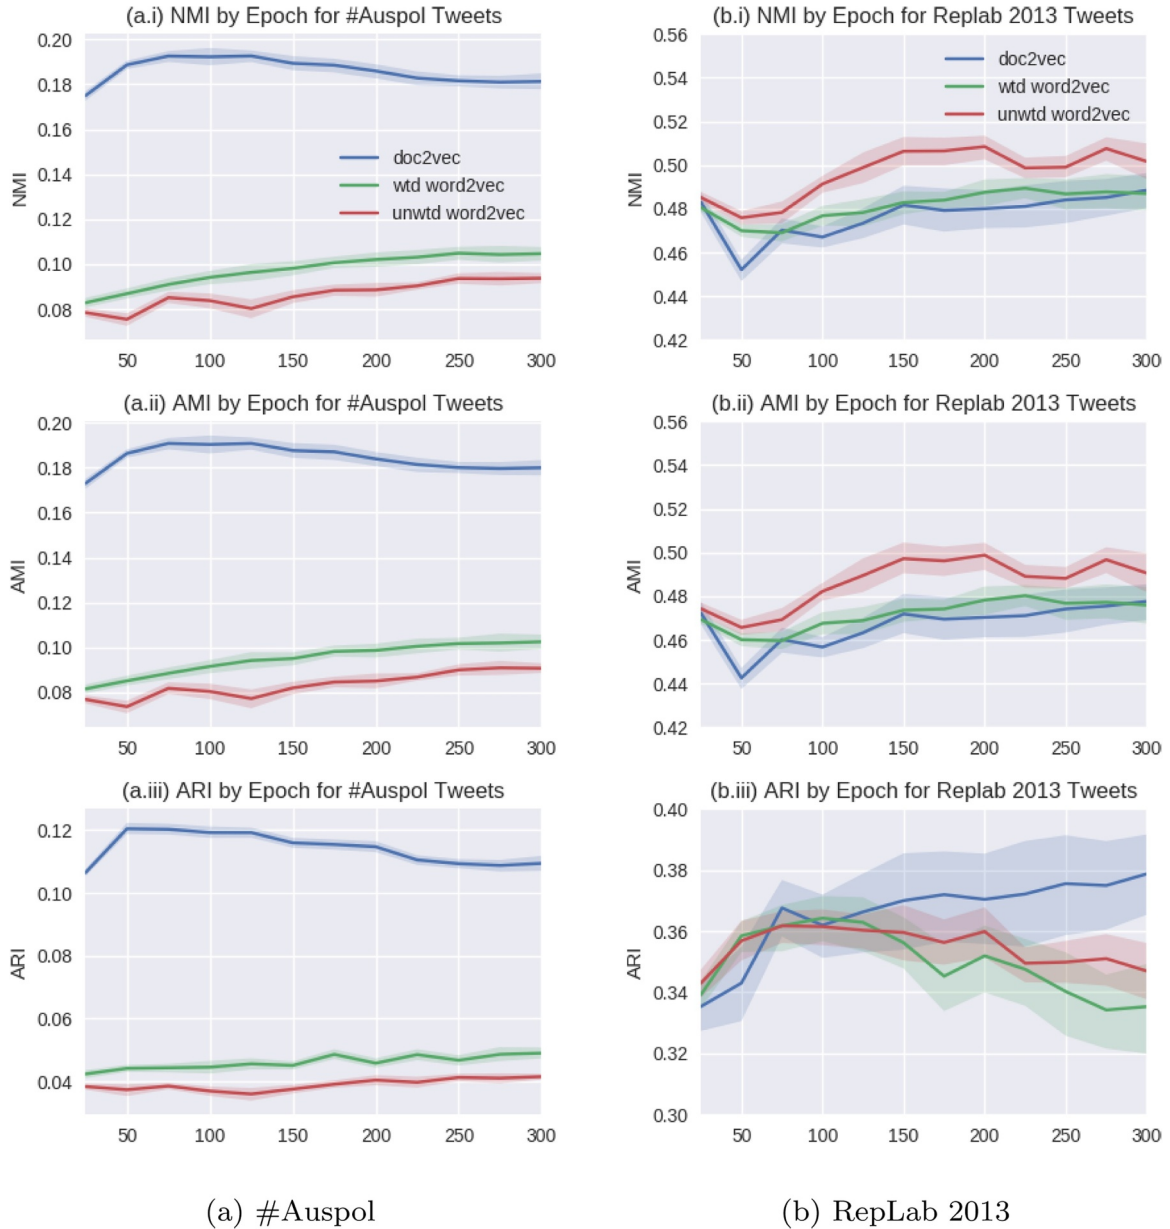 (a.i) NMI by Epoch for #Auspol Tweets
0.20
0.18
0.16
0.14
0.12
0.10
0.08
NMI
doc2vec
wtd word2vec
unwtd word2vec
50 100 150 200 250 300
(b.i) NMI by Epoch for Replab 2013 Tweets
0.56
0.54
0.52
0.50
0.48
0.46
0.44
0.42
NMI
doc2vec
wtd word2vec
unwtd word2vec
50 100 150 200 250 300
(a.ii) AMI by Epoch for #Auspol Tweets
0.20
0.18
0.16
0.14
0.12
0.10
0.08
AMI
50 100 150 200 250 300
(b.ii) AMI by Epoch for Replab 2013 Tweets
0.56
0.54
0.52
0.50
0.48
0.46
0.44
0.42
AMI
50 100 150 200 250 300
(a.iii) ARI by Epoch for #Auspol Tweets
0.12
0.10
0.08
0.06
0.04
ARI
50 100 150 200 250 300
(b.iii) ARI by Epoch for Replab 2013 Tweets
0.40
0.38
0.36
0.34
0.32
0.30
ARI
50 100 150 200 250 300
(a) #Auspol
(b) RepLab 2013